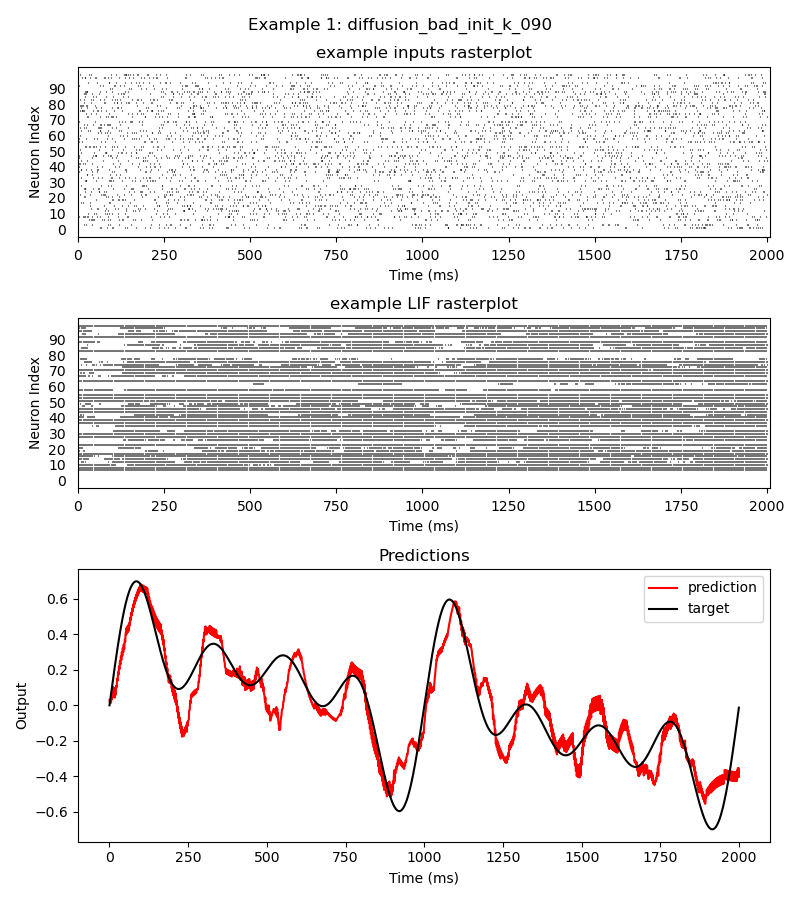 Example 1: diffusion_bad_init_k_090
example inputs rasterplot
Neuron Index
90
80
70
60
50
40
30
20
10
0
0 250 500 750 1000 1250 1500 1750 2000
Time (ms)
example LIF rasterplot
Neuron Index
90
80
70
60
50
40
30
20
10
0
0 250 500 750 1000 1250 1500 1750 2000
Time (ms)
Predictions
Output
0.6
0.4
0.2
0.0
−0.2
−0.4
−0.6
prediction
target
0 250 500 750 1000 1250 1500 1750 2000
Time (ms)